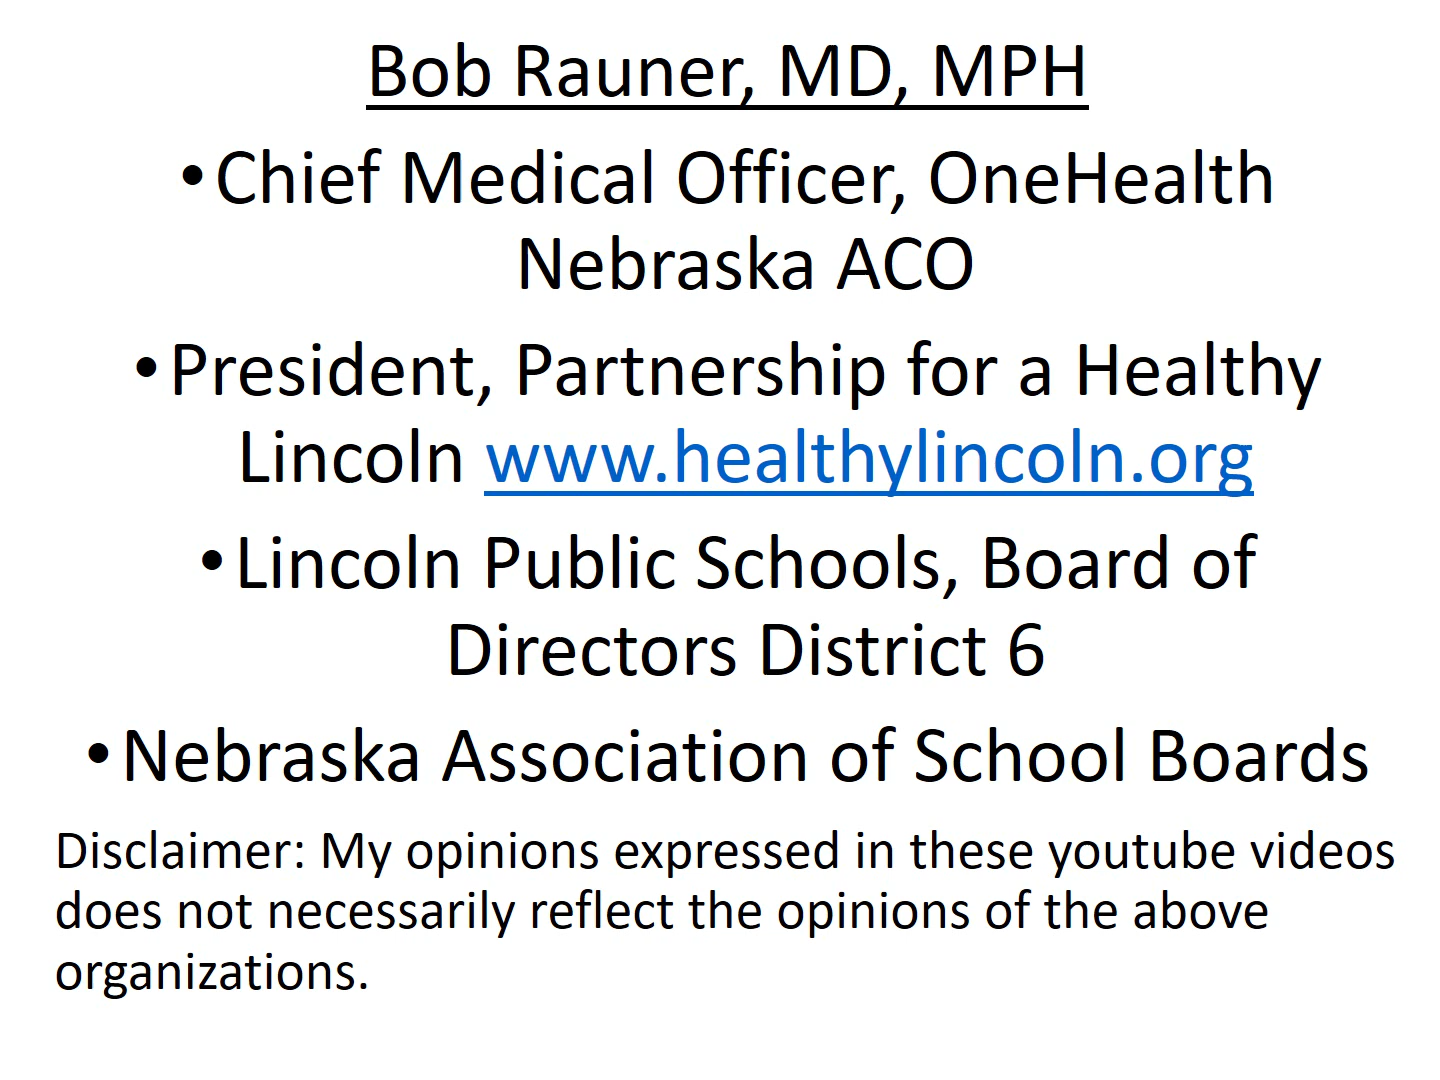 Bob Rauner, MD, MPH
•Chief Medical Officer, OneHealth
Nebraska ACO
•President, Partnership for a Healthy
Lincoln www.healthylincoln.org
•Lincoln Public Schools, Board of
Directors District 6
•Nebraska Association of School Boards
Disclaimer: My opinions expressed in these youtube videos
does not necessarily reflect the opinions of the above
organizations.